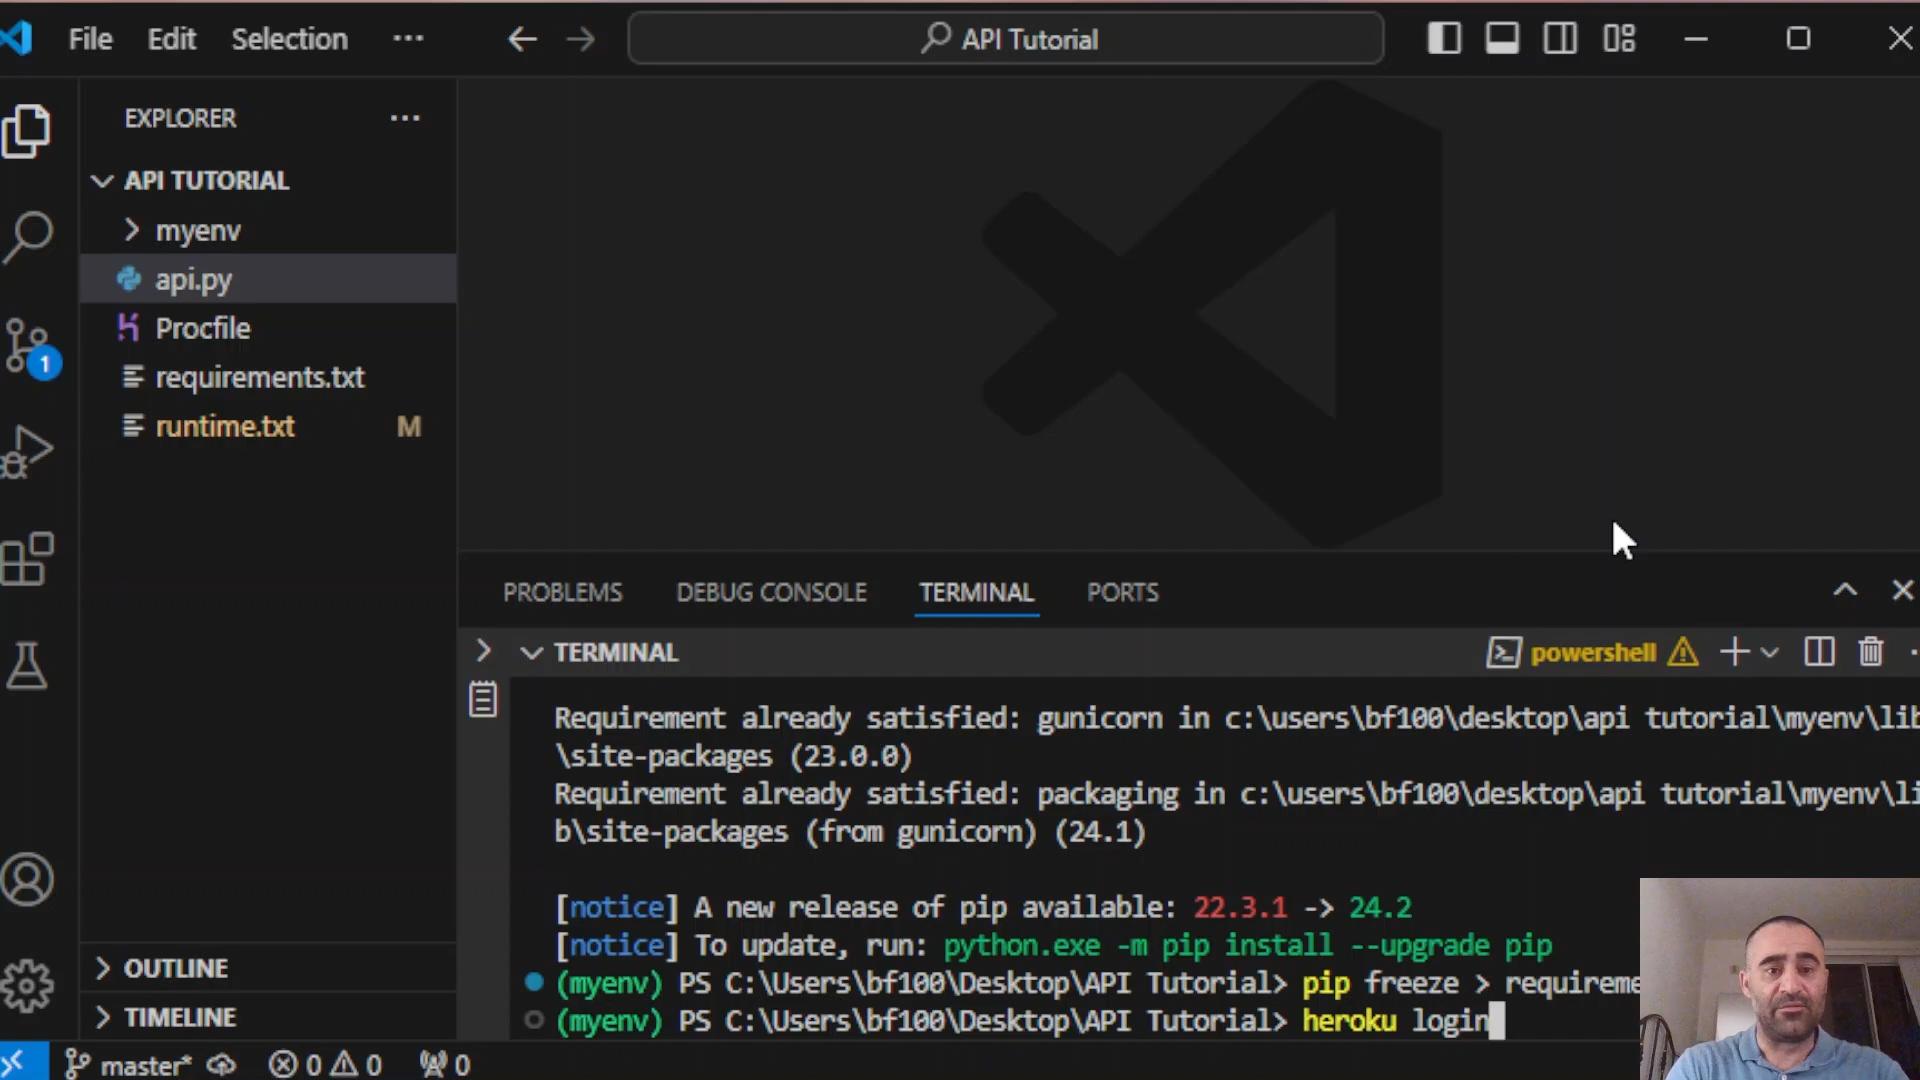 File Edit Selection ···
API Tutorial
EXPLORER ···
API TUTORIAL
myenv
api.py
Procfile
requirements.txt
runtime.txt M
1
OUTLINE
TIMELINE
PROBLEMS DEBUG CONSOLE TERMINAL PORTS
TERMINAL
powershell
Requirement already satisfied: gunicorn in c:\users\bf100\desktop\api tutorial\myenv\lib
\site-packages (23.0.0)
Requirement already satisfied: packaging in c:\users\bf100\desktop\api tutorial\myenv\li
b\site-packages (from gunicorn) (24.1)
[notice] A new release of pip available: 22.3.1 -> 24.2
[notice] To update, run: python.exe -m pip install --upgrade pip
(myenv) PS C:\Users\bf100\Desktop\API Tutorial> pip freeze > requireme
(myenv) PS C:\Users\bf100\Desktop\API Tutorial> heroku login
master* 0 0 0